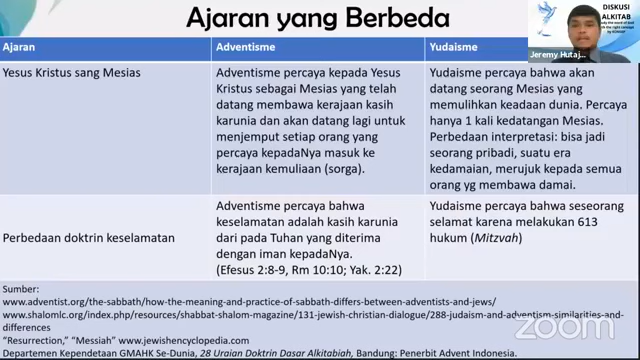 Ajaran yang Berbeda
DISKUSI
ALKITAB
Jeremy Hutaj...
Ajaran
Adventisme
Yudaisme
Yesus Kristus sang Mesias
Adventisme percaya kepada Yesus
Kristus sebagai Mesias yang telah
datang membawa kerajaan kasih
karunia dan akan datang lagi untuk
menjemput setiap orang yang
percaya kepadaNya masuk ke
kerajaan kemuliaan (sorga).
Yudaisme percaya bahwa akan
datang seorang Mesias yang
memulihkan keadaan dunia. Percaya
hanya 1 kali kedatangan Mesias.
Perbedaan interpretasi: bisa jadi
seorang pribadi, suatu era
kedamaian, merujuk kepada semua
orang yg membawa damai.
Perbedaan doktrin keselamatan
Adventisme percaya bahwa
keselamatan adalah kasih karunia
dari pada Tuhan yang diterima
dengan iman kepadaNya.
(Efesus 2:8-9, Rm 10:10; Yak. 2:22)
Yudaisme percaya bahwa seseorang
selamat karena melakukan 613
hukum (Mitzvah)
Sumber:
www.adventist.org/the-sabbath/how-the-meaning-and-practice-of-sabbath-differs-between-adventists-and-jews/
www.shalomlc.org/index.php/resources/shabbat-shalom-magazine/131-jewish-christian-dialogue/288-judaism-and-adventism-similarities-and-
differences
"Resurrection," "Messiah" www.jewishencyclopedia.com
Departemen Kependetaan GMAHK Se-Dunia, 28 Uraian Doktrin Dasar Alkitabiah, Bandung: Penerbit Advent Indonesia.
zoom